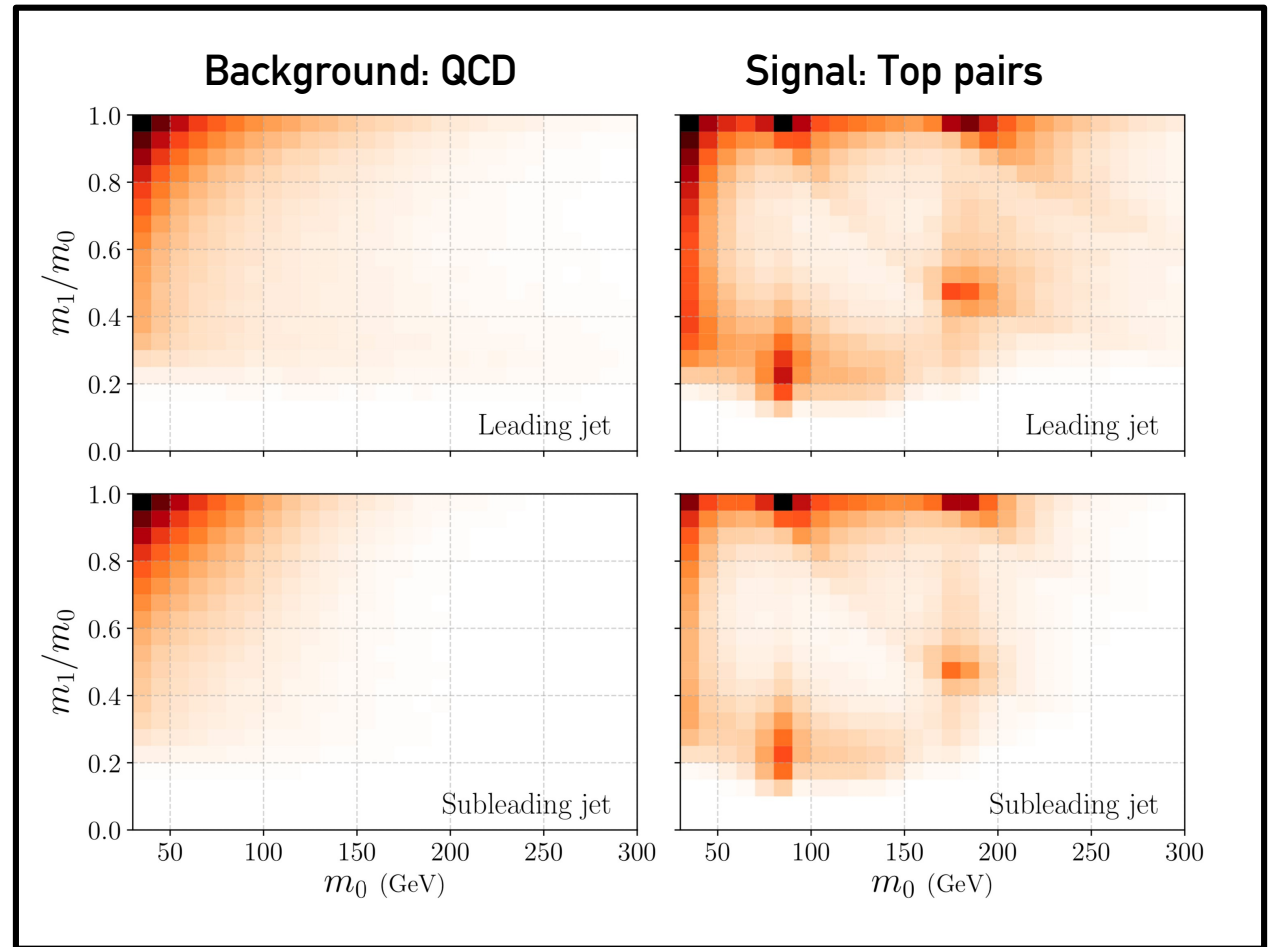 Background: QCD
Signal: Top pairs
1.0
0.8
0.6
0.4
0.2
0.0
m₁/m₀
Leading jet
Leading jet
1.0
0.8
0.6
0.4
0.2
0.0
m₁/m₀
Subleading jet
Subleading jet
50 100 150 200 250 300
50 100 150 200 250 300
m₀ (GeV)
m₀ (GeV)